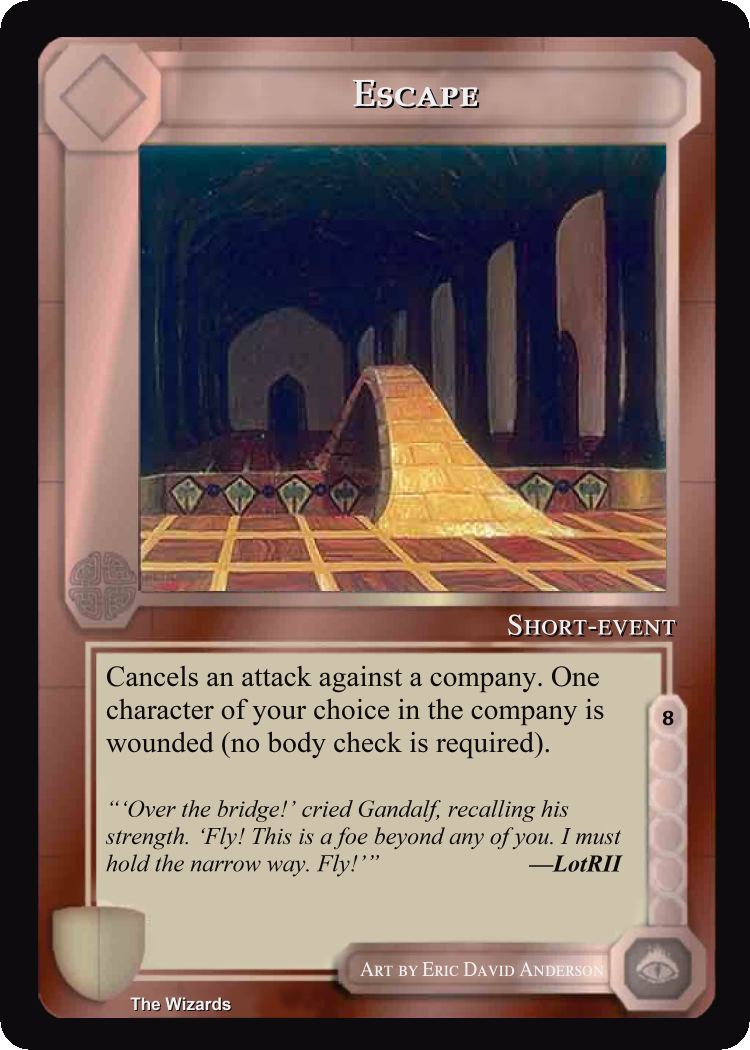 Escape
Short-event
Cancels an attack against a company. One
character of your choice in the company is
wounded (no body check is required).
8
“‘Over the bridge!’ cried Gandalf, recalling his
strength. ‘Fly! This is a foe beyond any of you. I must
hold the narrow way. Fly!’” —LotRII
Art by Eric David Anderson
The Wizards